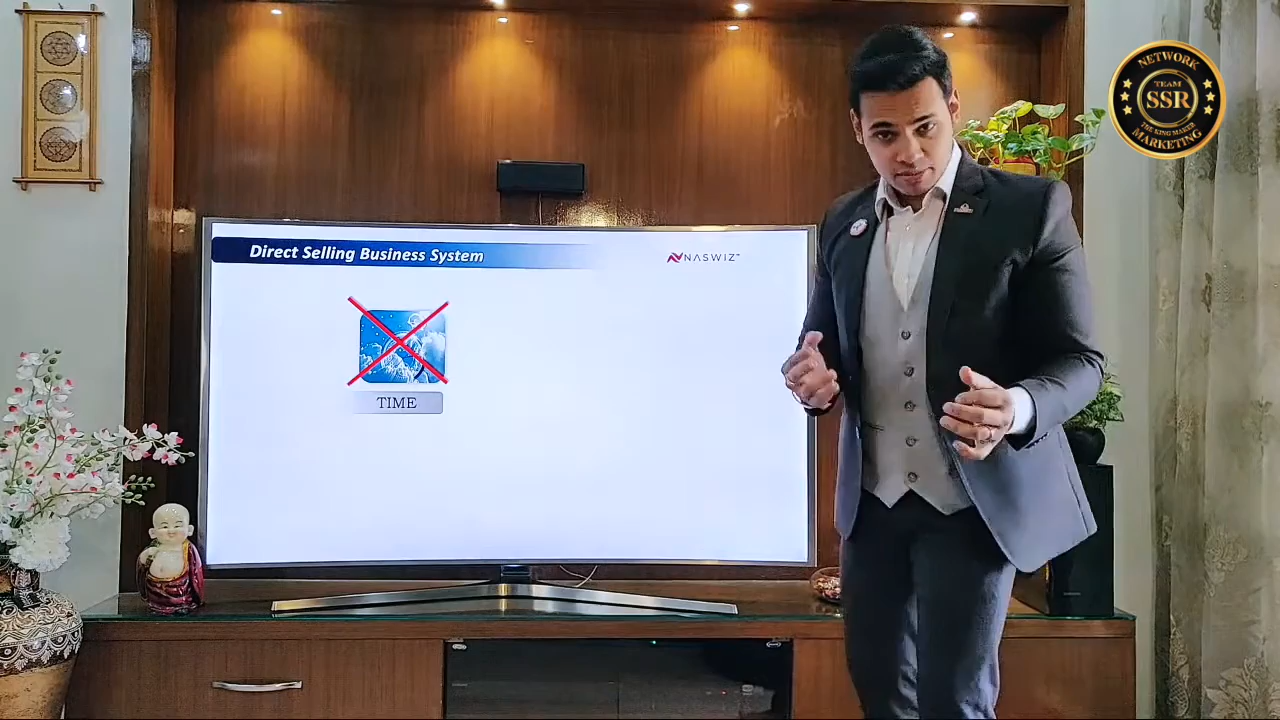 Direct Selling Business System
NASWIZ
TIME
NETWORK
TEAM
SSR
THE KING MAKER
MARKETING